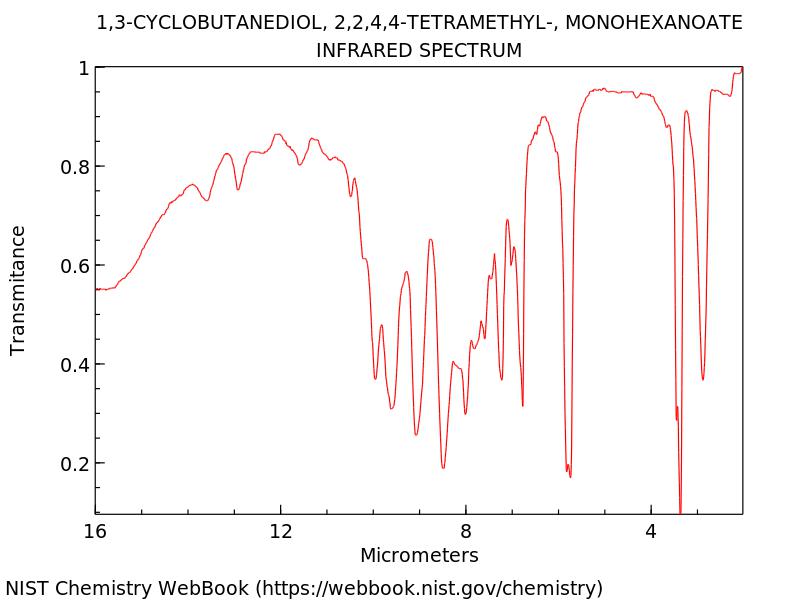 1,3-CYCLOBUTANEDIOL, 2,2,4,4-TETRAMETHYL-, MONOHEXANOATE
INFRARED SPECTRUM
1
0.8
0.6
0.4
0.2
Transmitance
16 12 8 4
Micrometers
NIST Chemistry WebBook (https://webbook.nist.gov/chemistry)